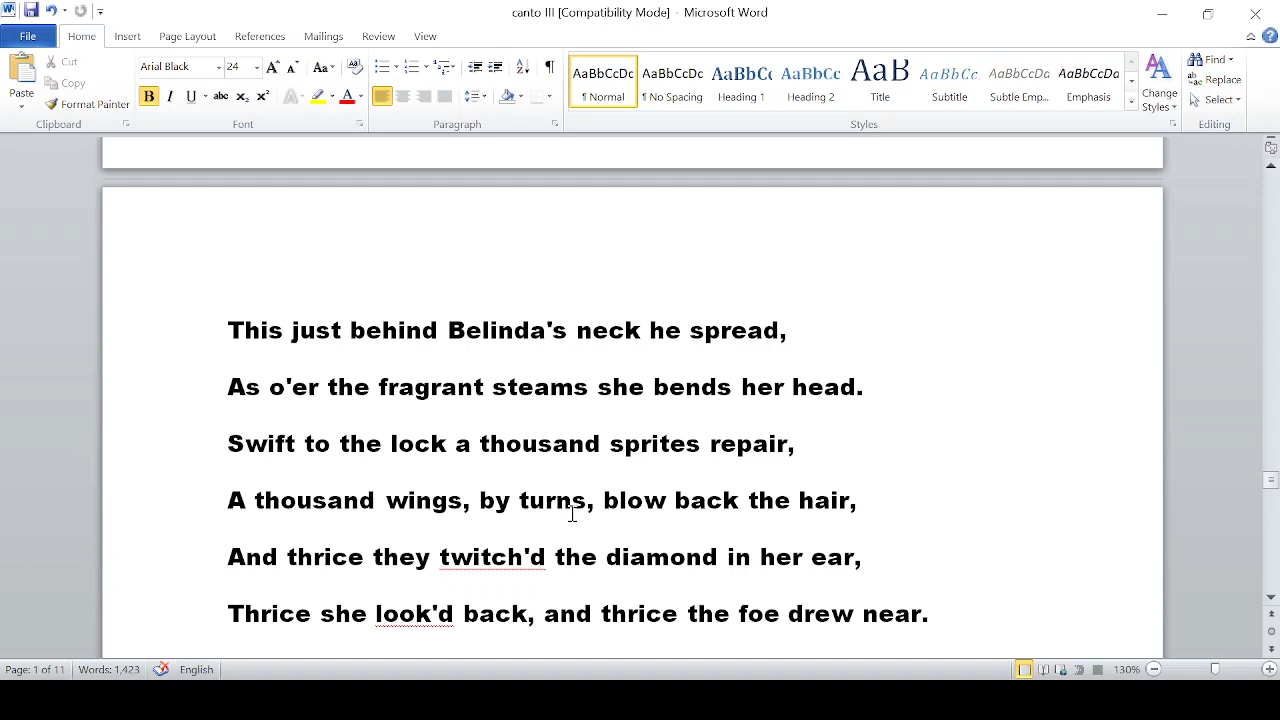 canto III [Compatibility Mode] - Microsoft Word
File Home Insert Page Layout References Mailings Review View
Paste
Cut
Copy
Format Painter
Clipboard
Arial Black 24
Font
Paragraph
AaBbCcDc AaBbCcDc AaBbCc AaBbCc AaB AaBbCc. AaBbCcDc AaBbCcDc
¶ Normal ¶ No Spacing Heading 1 Heading 2 Title Subtitle Subtle Emp... Emphasis
Change Styles
Styles
Find
Replace
Select
Editing
This just behind Belinda's neck he spread,
As o'er the fragrant steams she bends her head.
Swift to the lock a thousand sprites repair,
A thousand wings, by turns, blow back the hair,
And thrice they twitch'd the diamond in her ear,
Thrice she look'd back, and thrice the foe drew near.
Page: 1 of 11 Words: 1,423 English 130%